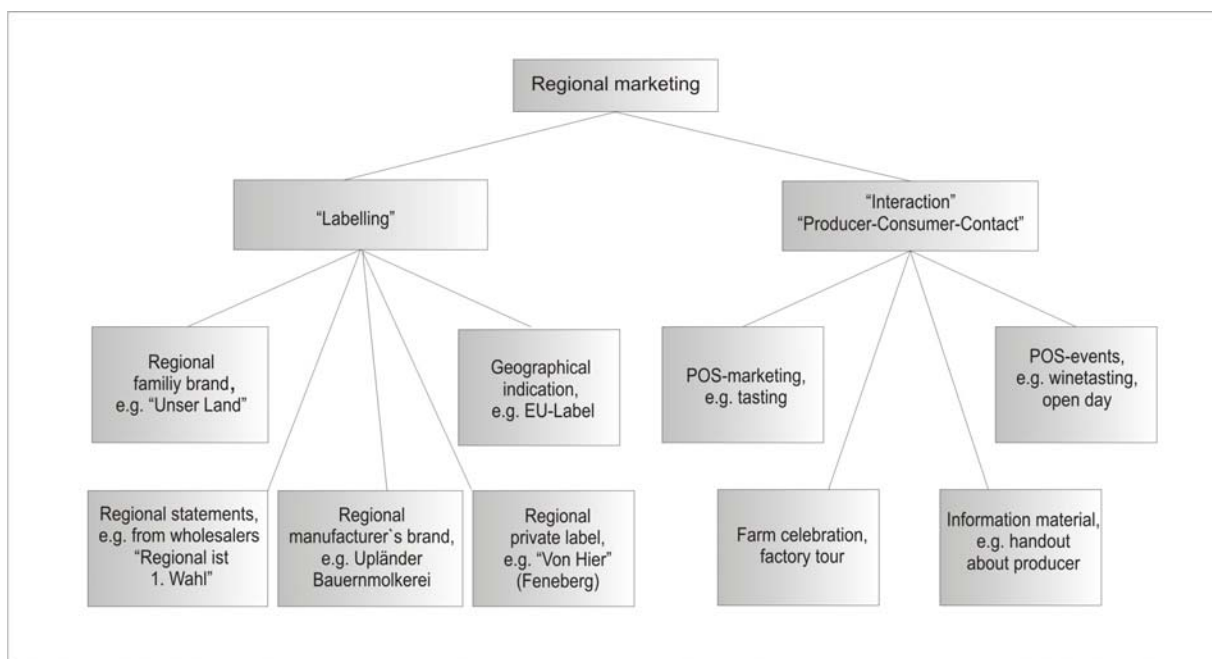 Regional marketing
“Labelling”
“Interaction”
“Producer-Consumer-Contact”
Regional
familiy brand,
e.g. “Unser Land”
Geographical
indication,
e.g. EU-Label
POS-marketing,
e.g. tasting
POS-events,
e.g. winetasting,
open day
Regional statements,
e.g. from wholesalers
“Regional ist
1. Wahl”
Regional
manufacturer`s brand,
e.g. Upländer
Bauernmolkerei
Regional
private label,
e.g. “Von Hier”
(Feneberg)
Farm celebration,
factory tour
Information material,
e.g. handout
about producer